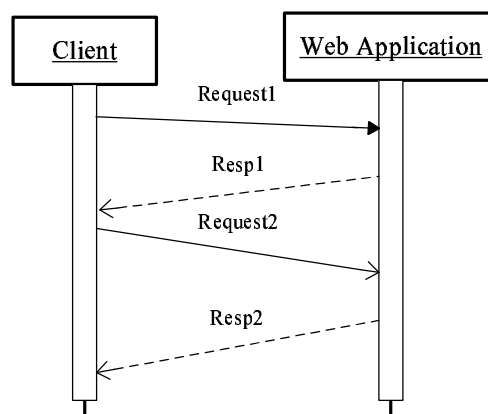 Client
Web Application
Request1
Resp1
Request2
Resp2